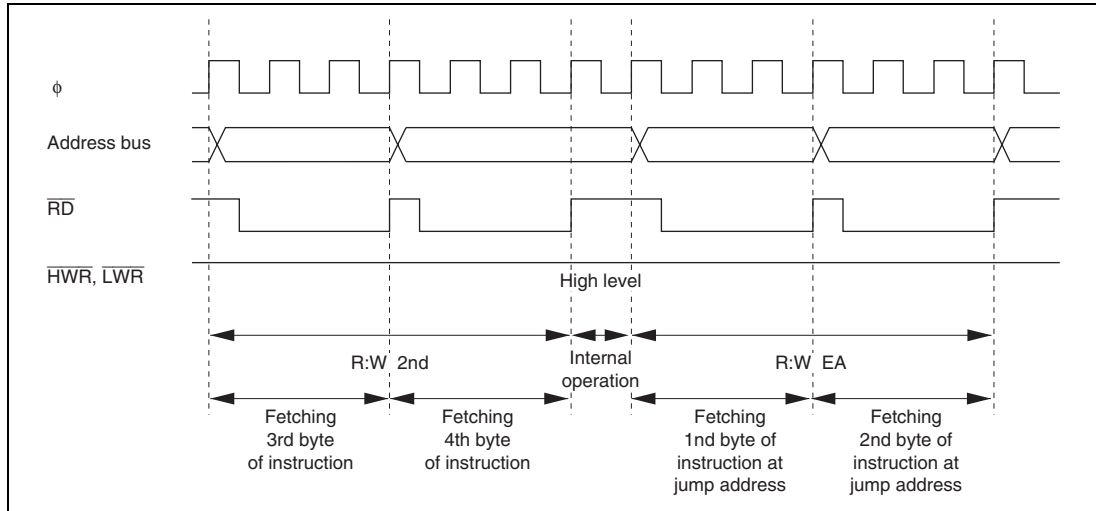 φ
Address bus
RD
HWR, LWR
High level
R:W 2nd
Internal
operation
R:W EA
Fetching
3rd byte
of instruction
Fetching
4th byte
of instruction
Fetching
1nd byte of
instruction at
jump address
Fetching
2nd byte of
instruction at
jump address